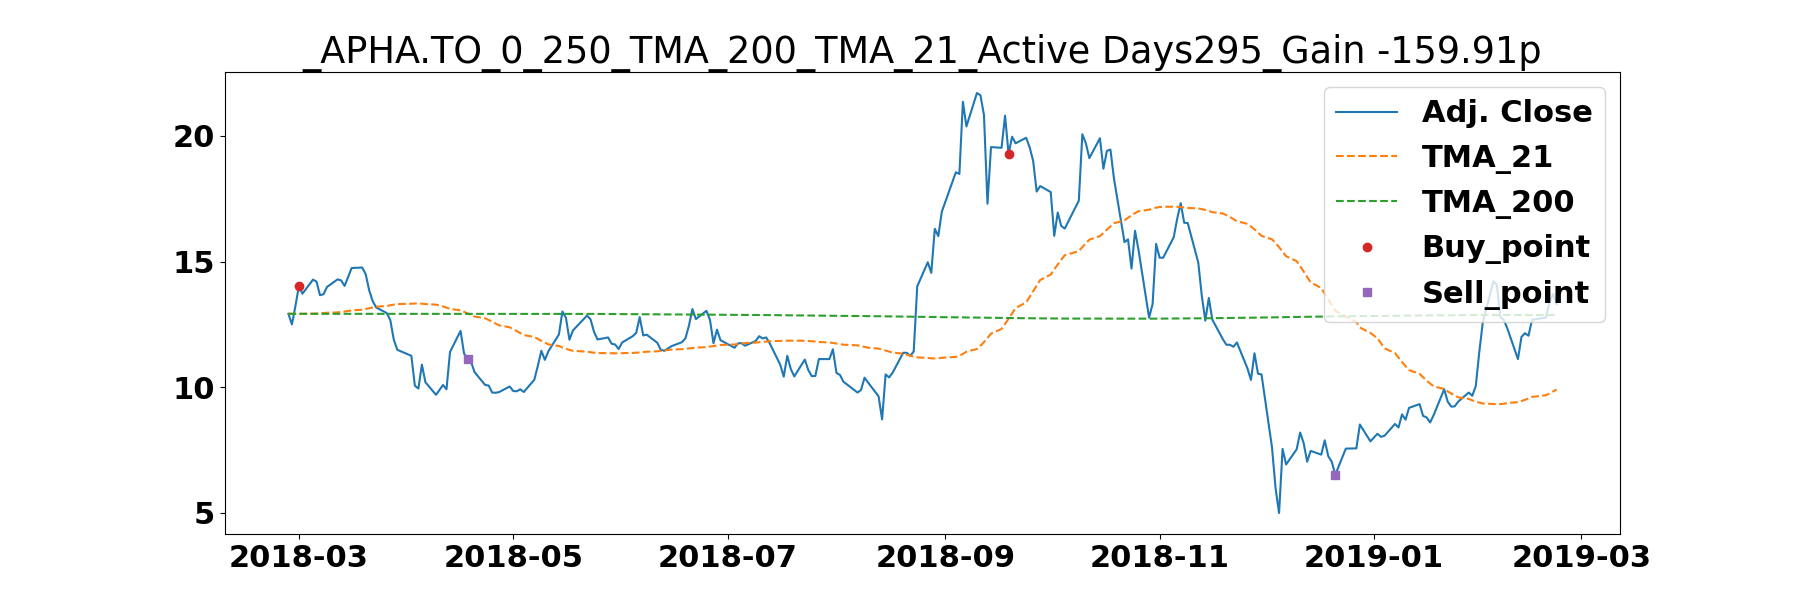 _APHA.TO_0_250_TMA_200_TMA_21_Active Days295_Gain -159.91p
20
15
10
5
Adj. Close
TMA_21
TMA_200
Buy_point
Sell_point
2018-03 2018-05 2018-07 2018-09 2018-11 2019-01 2019-03